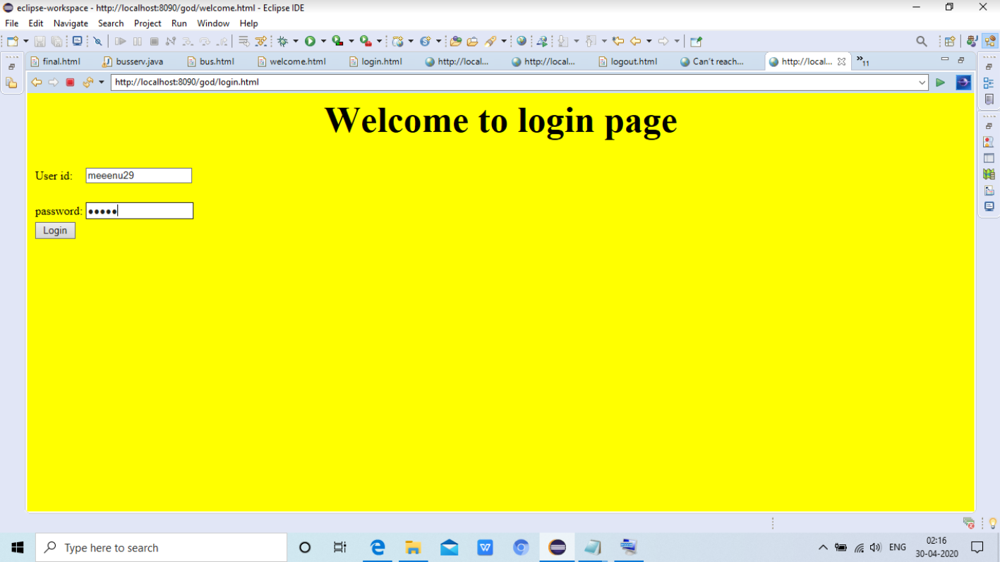 eclipse-workspace - http://localhost:8090/god/welcome.html - Eclipse IDE
File Edit Navigate Search Project Run Window Help
final.html busserv.java bus.html welcome.html login.html http://local... http://local... logout.html Can't reach... http://local... »11
http://localhost:8090/god/login.html
Welcome to login page
User id: meeenu29
password: •••••
Login
Type here to search
ENG
02:16
30-04-2020